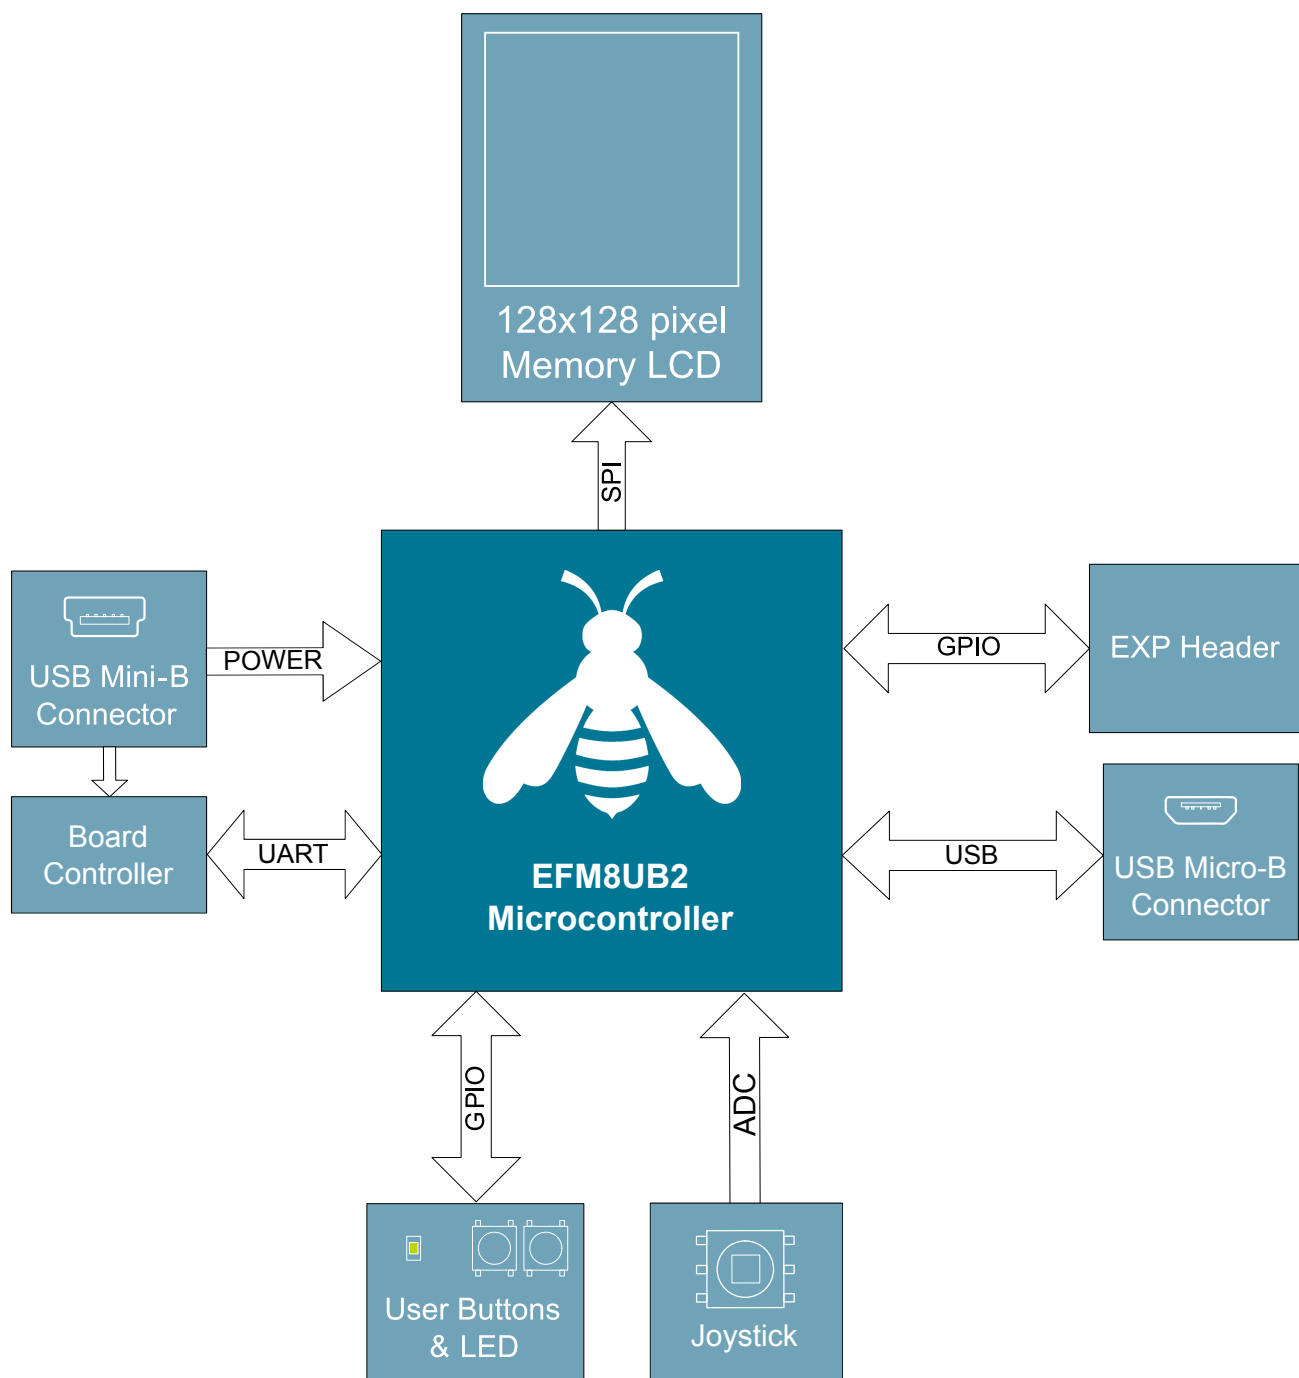 128x128 pixel
Memory LCD
SPI
USB Mini-B
Connector
POWER
GPIO
EXP Header
Board
Controller
UART
EFM8UB2
Microcontroller
USB
USB Micro-B
Connector
GPIO
ADC
User Buttons
& LED
Joystick